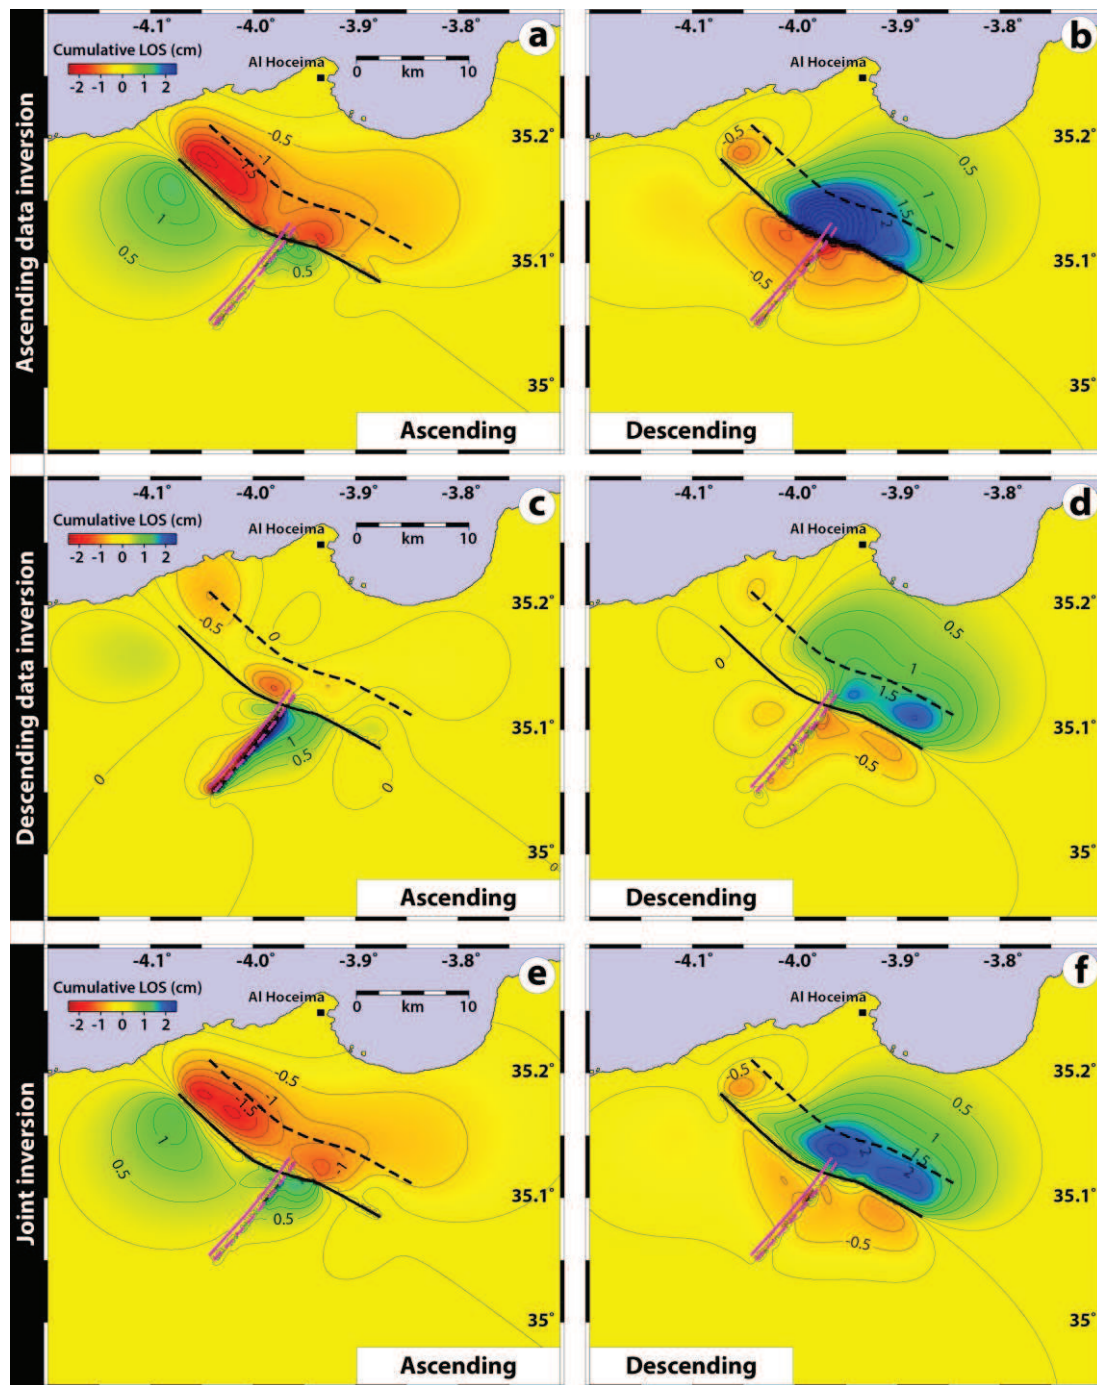 -4.1° -4.0° -3.9° -3.8° a
Cumulative LOS (cm)
-2 -1 0 1 2
Al Hoceima
0 km 10
-0.5
-1
-1.5
1
0.5
0.5
35.2°
35.1°
35°
Ascending
-4.1° -4.0° -3.9° -3.8° b
Al Hoceima
-0.5
0.5
1
1.5
2
-0.5
35.2°
35.1°
35°
Descending
Ascending data inversion
-4.1° -4.0° -3.9° -3.8° c
Cumulative LOS (cm)
-2 -1 0 1 2
Al Hoceima
0 km 10
-0.5
0
1
0.5
0
0
0
35.2°
35.1°
35°
Ascending
-4.1° -4.0° -3.9° -3.8° d
Al Hoceima
0.5
1
1.5
0
-0.5
35.2°
35.1°
35°
Descending
Descending data inversion
-4.1° -4.0° -3.9° -3.8° e
Cumulative LOS (cm)
-2 -1 0 1 2
Al Hoceima
0 km 10
-0.5
-1
-1.5
1
0.5
-1
0.5
35.2°
35.1°
35°
Ascending
-4.1° -4.0° -3.9° -3.8° f
Al Hoceima
-0.5
0.5
1
1.5
2
2
-0.5
35.2°
35.1°
35°
Descending
Joint inversion